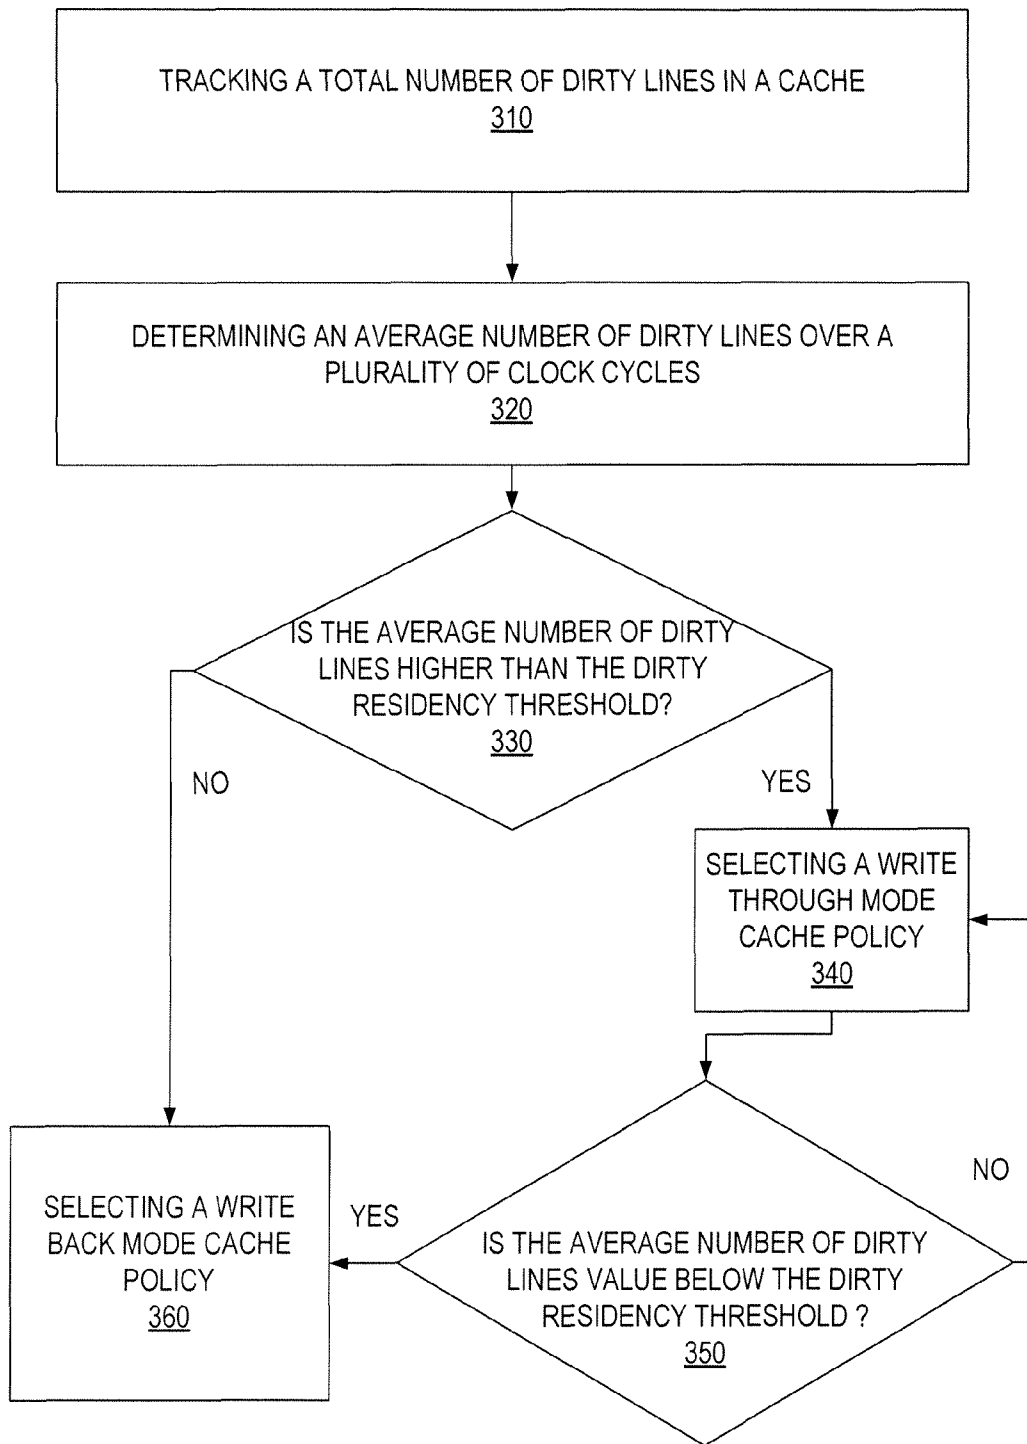 TRACKING A TOTAL NUMBER OF DIRTY LINES IN A CACHE
310
DETERMINING AN AVERAGE NUMBER OF DIRTY LINES OVER A
PLURALITY OF CLOCK CYCLES
320
IS THE AVERAGE NUMBER OF DIRTY
LINES HIGHER THAN THE DIRTY
RESIDENCY THRESHOLD?
330
NO
YES
SELECTING A WRITE
THROUGH MODE
CACHE POLICY
340
NO
SELECTING A WRITE
BACK MODE CACHE
POLICY
360
YES
IS THE AVERAGE NUMBER OF DIRTY
LINES VALUE BELOW THE DIRTY
RESIDENCY THRESHOLD ?
350